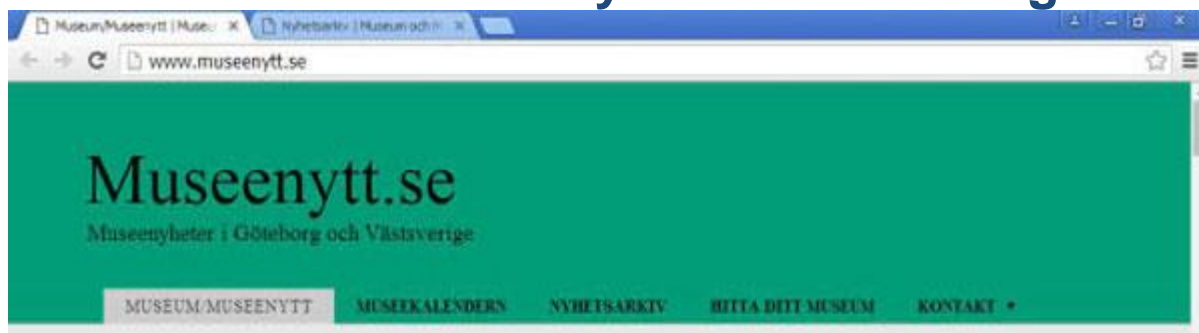 Museum/Museenytt | Museu
Nyhetsarkiv | Museum och n
www.museenytt.se
Museenytt.se
Museenyheter i Göteborg och Västsverige
MUSEUM/MUSEENYTT MUSEEKALENDERN NYHETSARKIV HITTA DITT MUSEUM KONTAKT